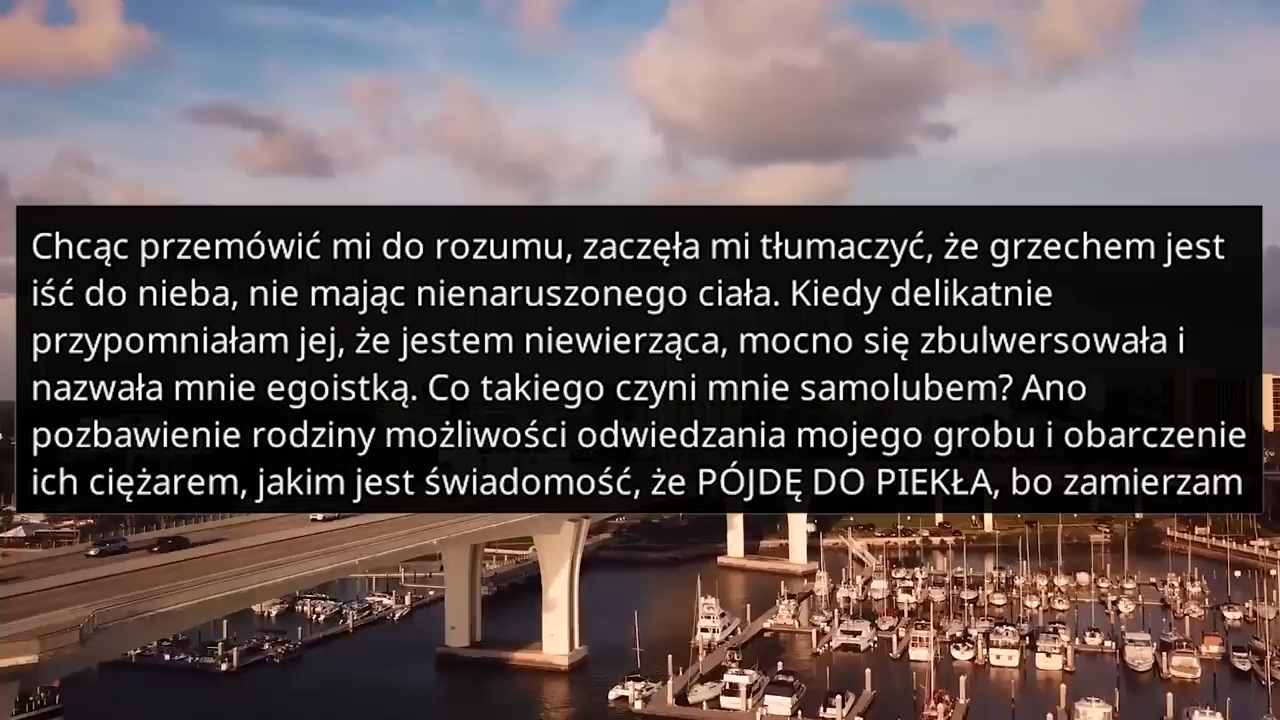 Chcąc przemówić mi do rozumu, zaczęła mi tłumaczyć, że grzechem jest
iść do nieba, nie mając nienaruszonego ciała. Kiedy delikatnie
przypomniałam jej, że jestem niewierząca, mocno się zbulwersowała i
nazwała mnie egoistką. Co takiego czyni mnie samolubem? Ano
pozbawienie rodziny możliwości odwiedzania mojego grobu i obarczenie
ich ciężarem, jakim jest świadomość, że PÓJDĘ DO PIEKŁA, bo zamierzam